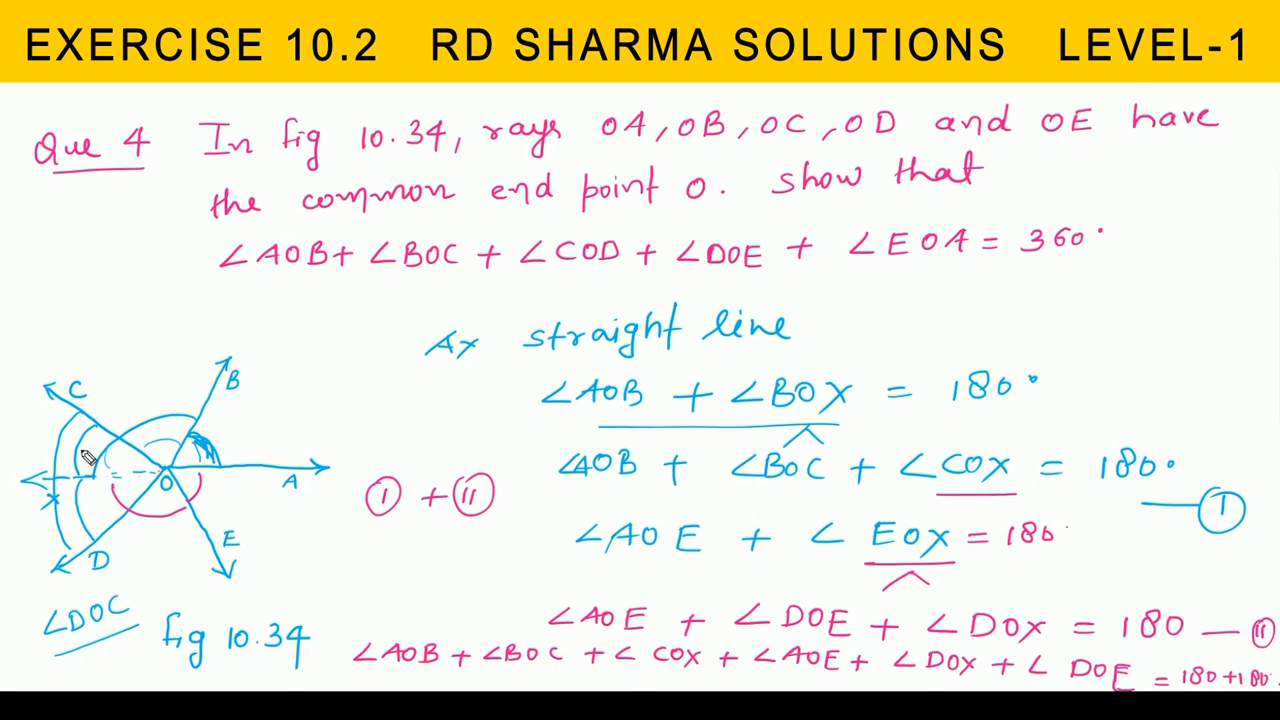 EXERCISE 10.2 RD SHARMA SOLUTIONS LEVEL-1
Que 4 In fig 10.34, rays OA, OB, OC, OD and OE have
the common end point O. show that
∠AOB + ∠BOC + ∠COD + ∠DOE + ∠EOA = 360°
AX straight line
∠AOB + ∠BOX = 180°
∠AOB + ∠BOC + ∠COX = 180°
I
I + II
∠AOE + ∠EOX = 180°
∠AOE + ∠DOE + ∠DOX = 180 — II
∠AOB + ∠BOC + ∠COX + ∠AOE + ∠DOX + ∠DOE = 180 + 180°
C
B
A
X
O
D
E
∠DOC
fig 10.34